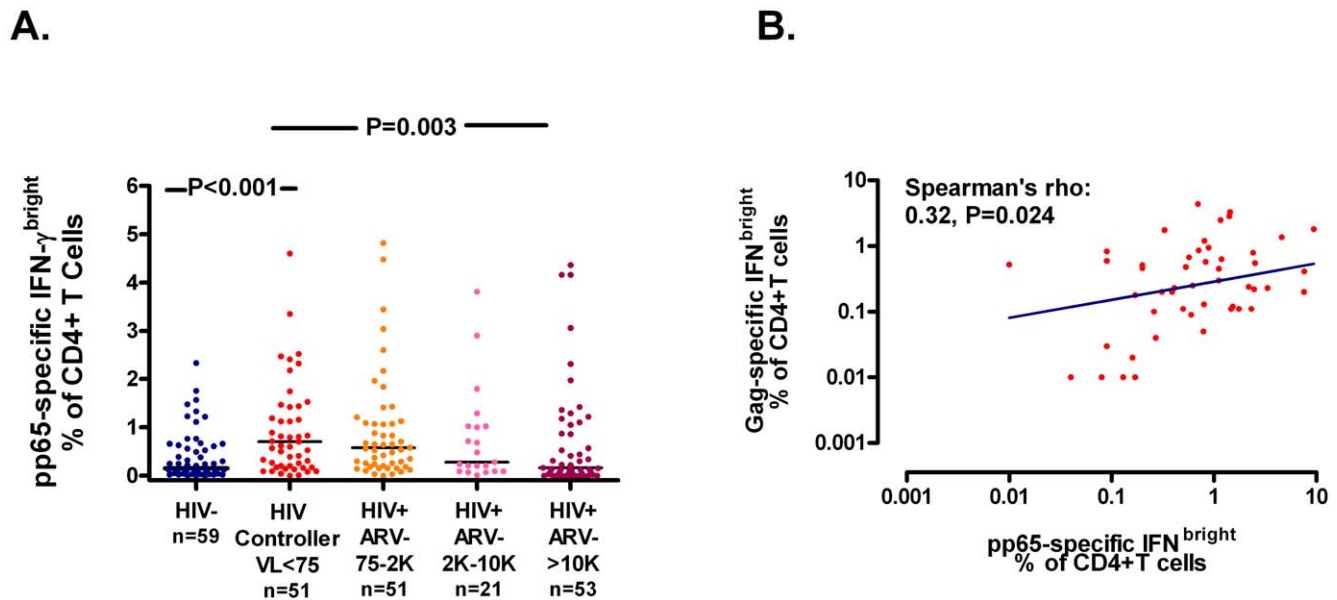 A.
B.
P=0.003
P<0.001
pp65-specific IFN-γbright
% of CD4+ T Cells
6
5
4
3
2
1
0
HIV-
n=59
HIV
Controller
VL<75
n=51
HIV+
ARV-
75-2K
n=51
HIV+
ARV-
2K-10K
n=21
HIV+
ARV-
>10K
n=53
Spearman's rho:
0.32, P=0.024
Gag-specific IFNbright
% of CD4+T cells
10
1
0.1
0.01
0.001
0.001
0.01
0.1
1
10
pp65-specific IFNbright
% of CD4+T cells